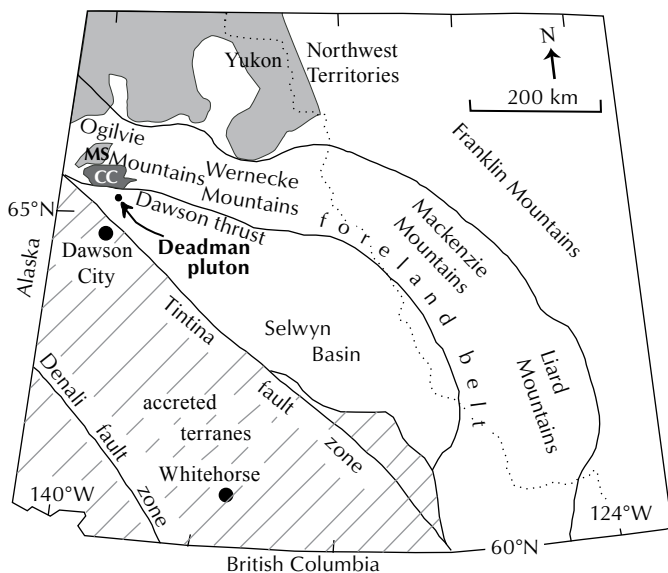 N
Yukon
Northwest
Territories
200 km
Ogilvie
Mountains
MS
CC
Wernecke
Mountains
Franklin Mountains
Mackenzie
Mountains
foreland belt
65°N
Dawson thrust
Deadman
pluton
Dawson
City
Alaska
Tintina
fault
zone
Selwyn
Basin
Liard
Mountains
Denali
fault
zone
accreted
terranes
Whitehorse
140°W
124°W
60°N
British Columbia